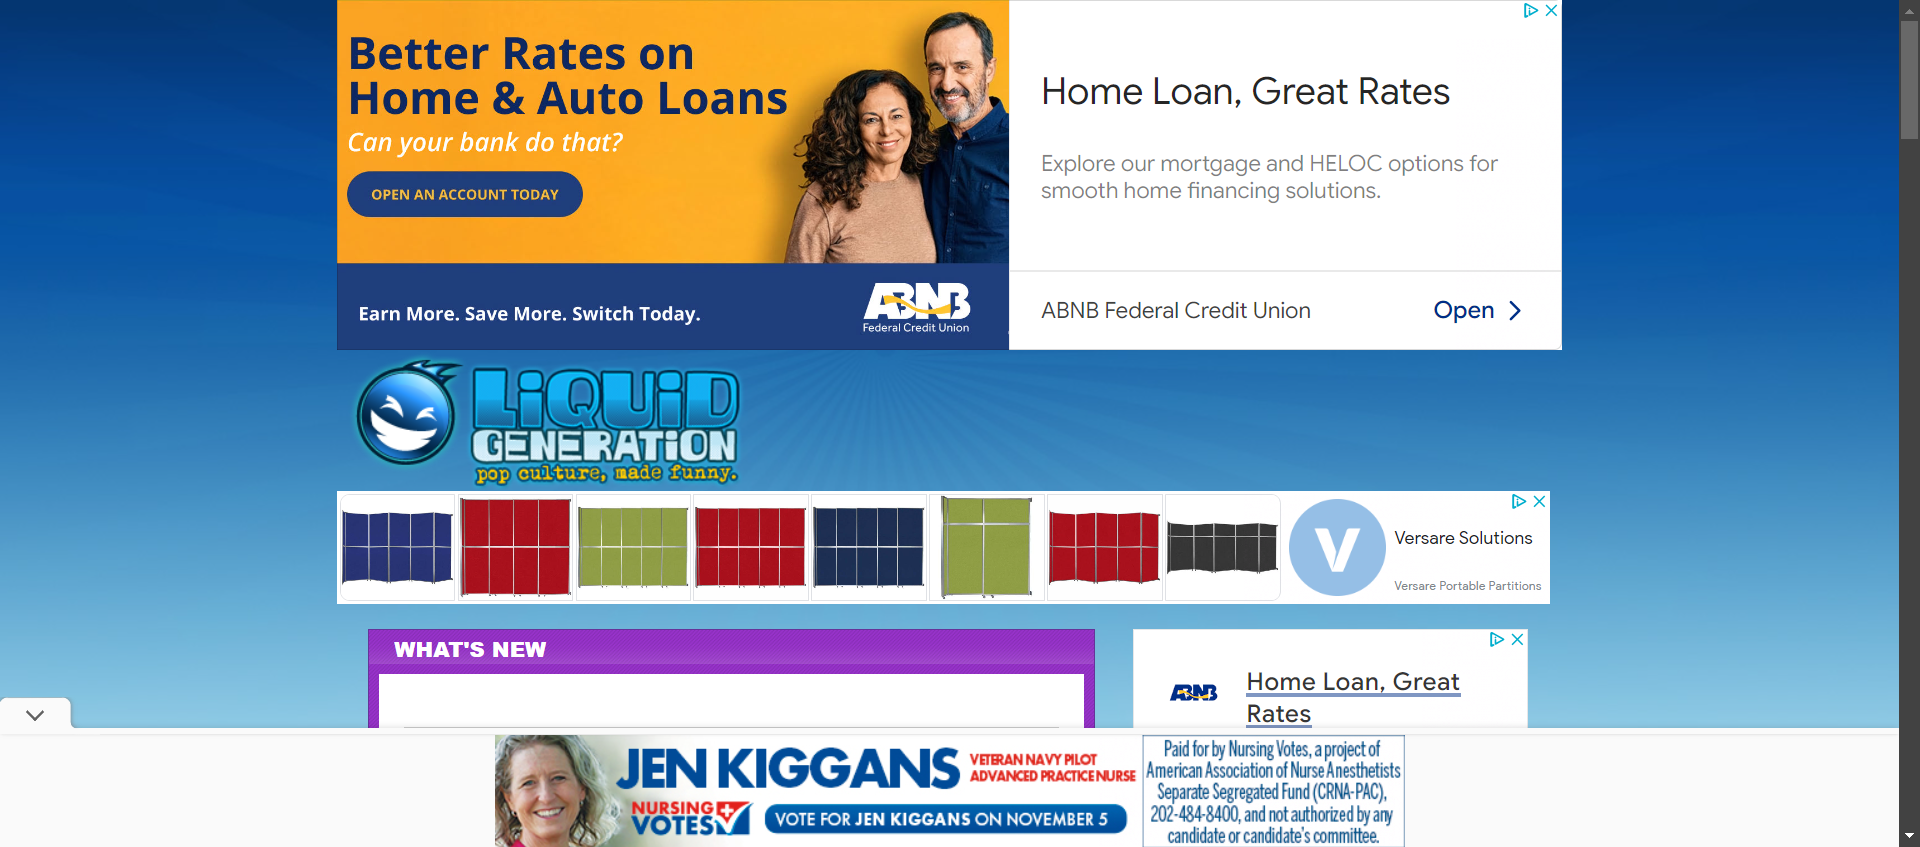 Better Rates on
Home & Auto Loans
Can your bank do that?
OPEN AN ACCOUNT TODAY
Earn More. Save More. Switch Today.
ABNB
Federal Credit Union
Home Loan, Great Rates
Explore our mortgage and HELOC options for
smooth home financing solutions.
ABNB Federal Credit Union
Open
LiQUiD
GENERATiON
pop culture, made funny.
V
Versare Solutions
Versare Portable Partitions
WHAT'S NEW
ABNB
Home Loan, Great
Rates
JEN KIGGANS
VETERAN NAVY PILOT
ADVANCED PRACTICE NURSE
NURSING
VOTES
VOTE FOR JEN KIGGANS ON NOVEMBER 5
Paid for by Nursing Votes, a project of
American Association of Nurse Anesthetists
Separate Segregated Fund (CRNA-PAC),
202-484-8400, and not authorized by any
candidate or candidate's committee.